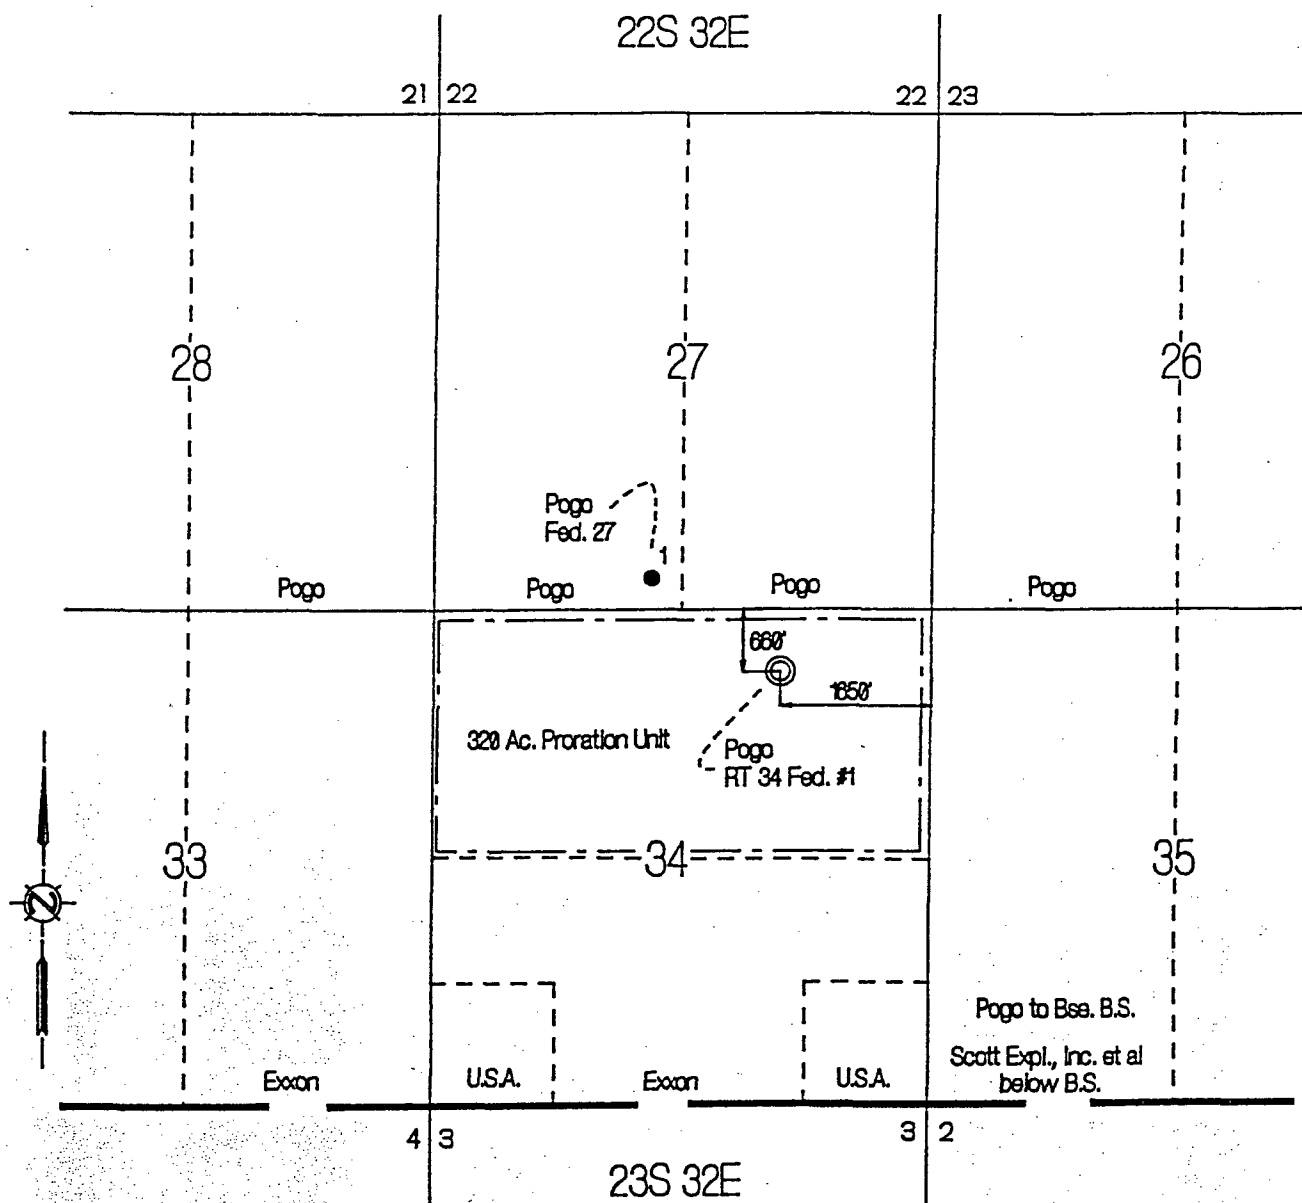 22S 32E
21 22
22 23
28
27
26
Pogo
Fed. 27
1
Pogo
Pogo
Pogo
Pogo
660'
1650'
320 Ac. Proration Unit
Pogo
RT 34 Fed. #1
33
34
35
N
Pogo to Bse. B.S.
Scott Expl., Inc. et al
below B.S.
Exxon
U.S.A.
Exxon
U.S.A.
4 3
3 2
23S 32E